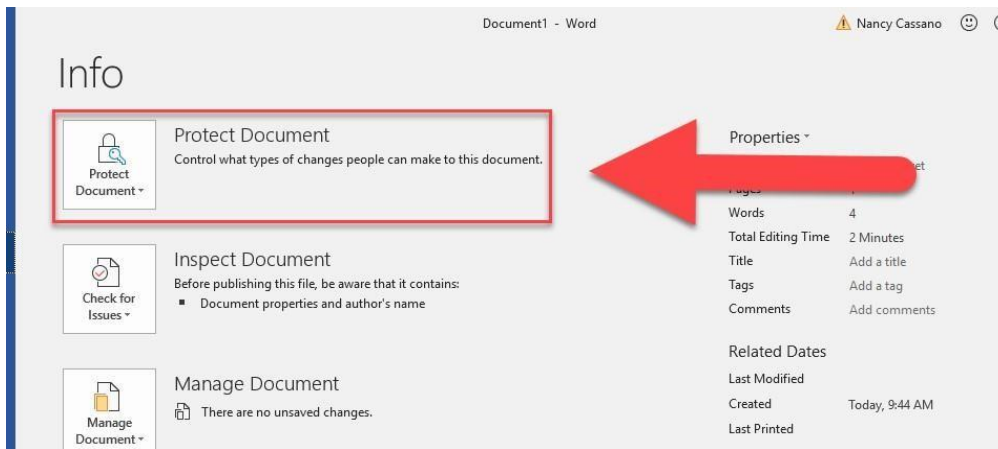 Document1 - Word
Nancy Cassano
Info
Protect Document
Control what types of changes people can make to this document.
Protect
Document
Inspect Document
Before publishing this file, be aware that it contains:
Document properties and author's name
Check for
Issues
Manage Document
There are no unsaved changes.
Manage
Document
Properties
Words 4
Total Editing Time 2 Minutes
Title Add a title
Tags Add a tag
Comments Add comments
Related Dates
Last Modified
Created Today, 9:44 AM
Last Printed